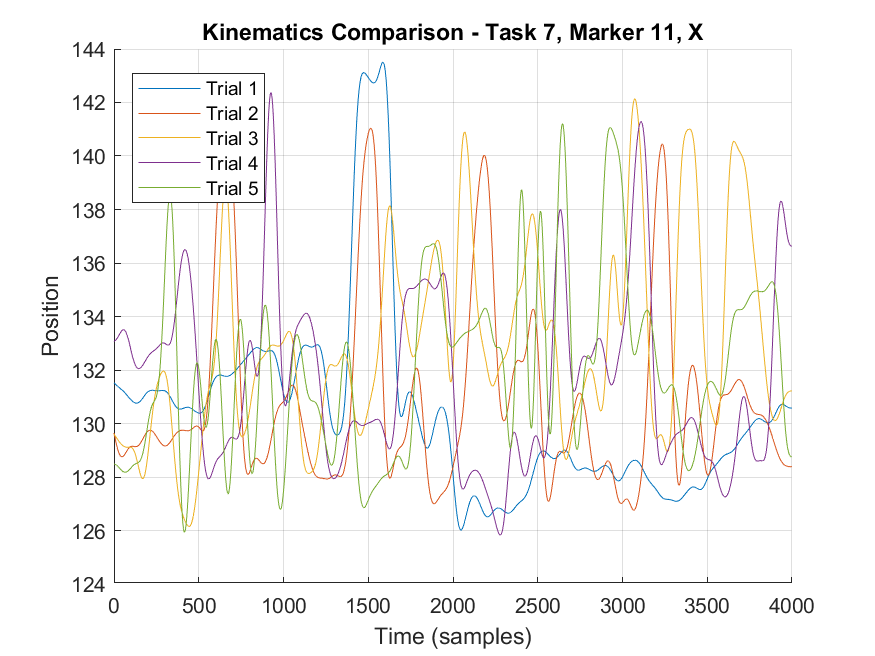 Kinematics Comparison - Task 7, Marker 11, X
144
142
140
138
136
134
132
130
128
126
124
Position
Trial 1
Trial 2
Trial 3
Trial 4
Trial 5
0 500 1000 1500 2000 2500 3000 3500 4000
Time (samples)